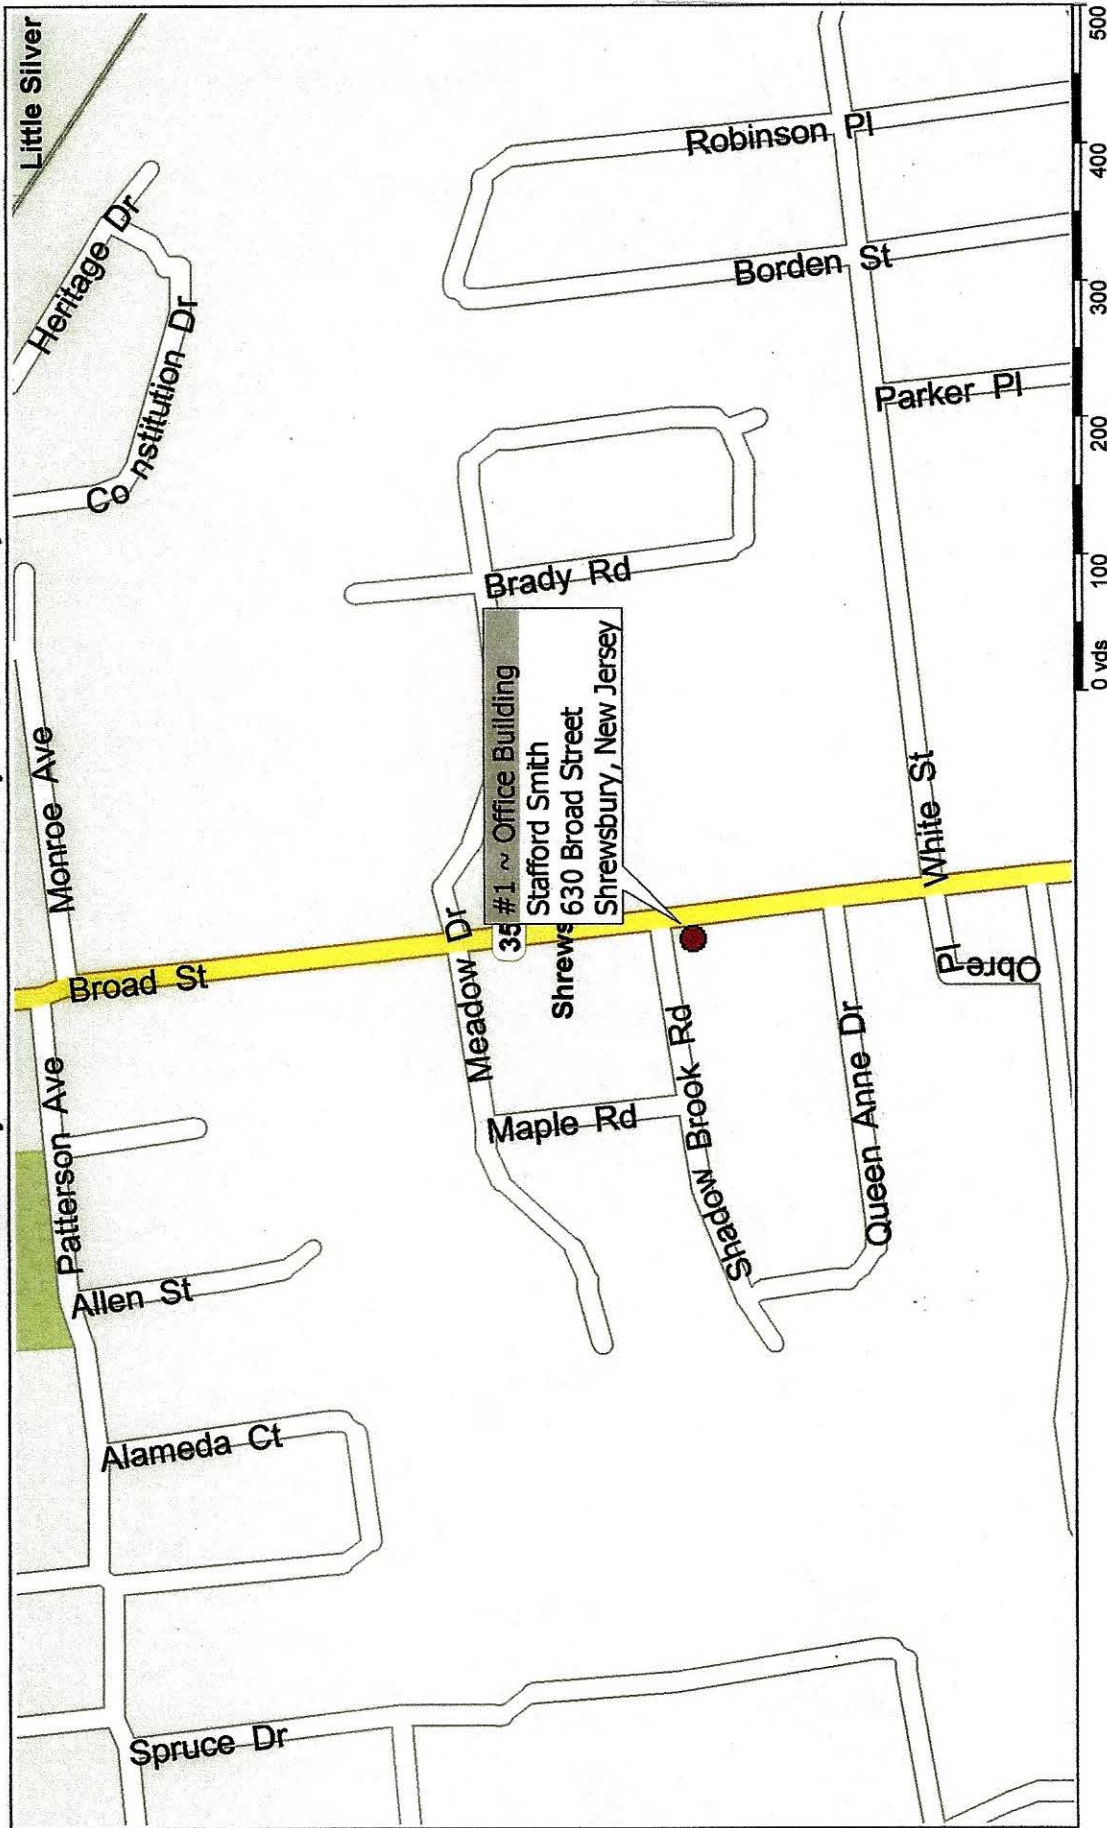 Little Silver
Heritage Dr
Co nstitution Dr
Monroe Ave
Broad St
Patterson Ave
Allen St
Alameda Ct
Spruce Dr
Meadow Dr
Maple Rd
35
Shrews
#1 ~ Office Building
Stafford Smith
630 Broad Street
Shrewsbury, New Jersey
Brady Rd
Shadow Brook Rd
Queen Anne Dr
Obre Pl
White St
Parker Pl
Borden St
Robinson Pl
0 yds 100 200 300 400 500